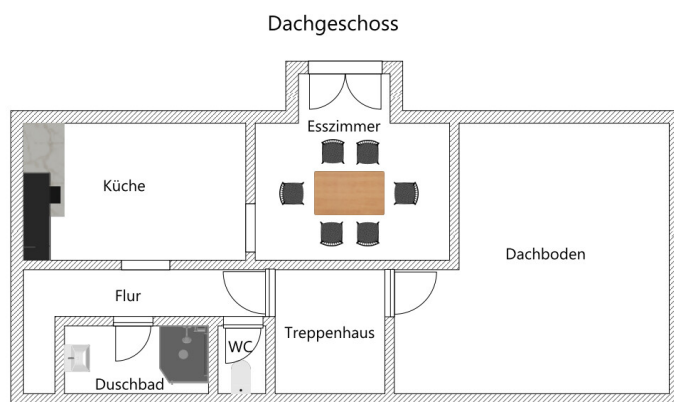 Dachgeschoss
Esszimmer
Küche
Dachboden
Flur
Treppenhaus
WC
Duschbad